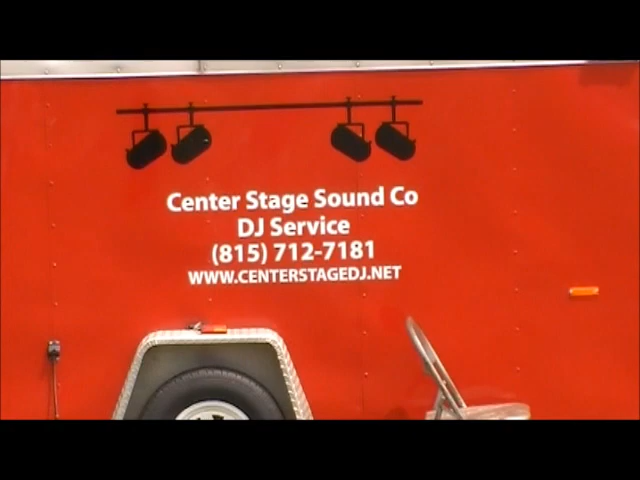 Center Stage Sound Co
DJ Service
(815) 712-7181
WWW.CENTERSTAGEDJ.NET